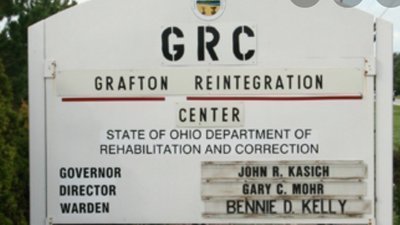 GRC
GRAFTON REINTEGRATION
CENTER
STATE OF OHIO DEPARTMENT OF
REHABILITATION AND CORRECTION
GOVERNOR JOHN R. KASICH
DIRECTOR GARY C. MOHR
WARDEN BENNIE D. KELLY